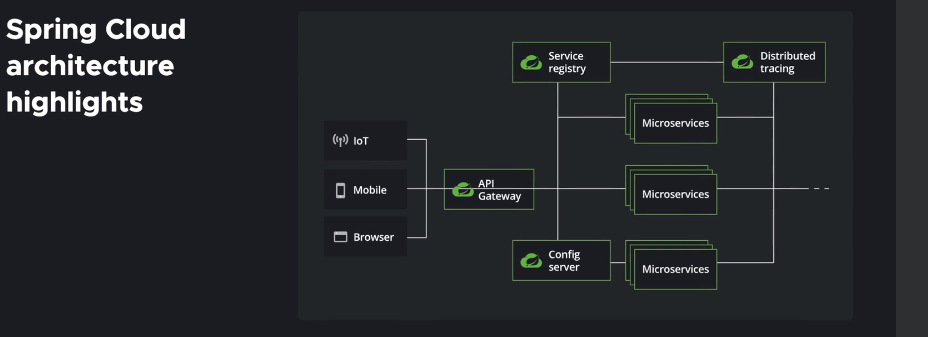 Spring Cloud
architecture
highlights
Service
registry
Distributed
tracing
Microservices
IoT
Mobile
API
Gateway
Microservices
Browser
Config
server
Microservices